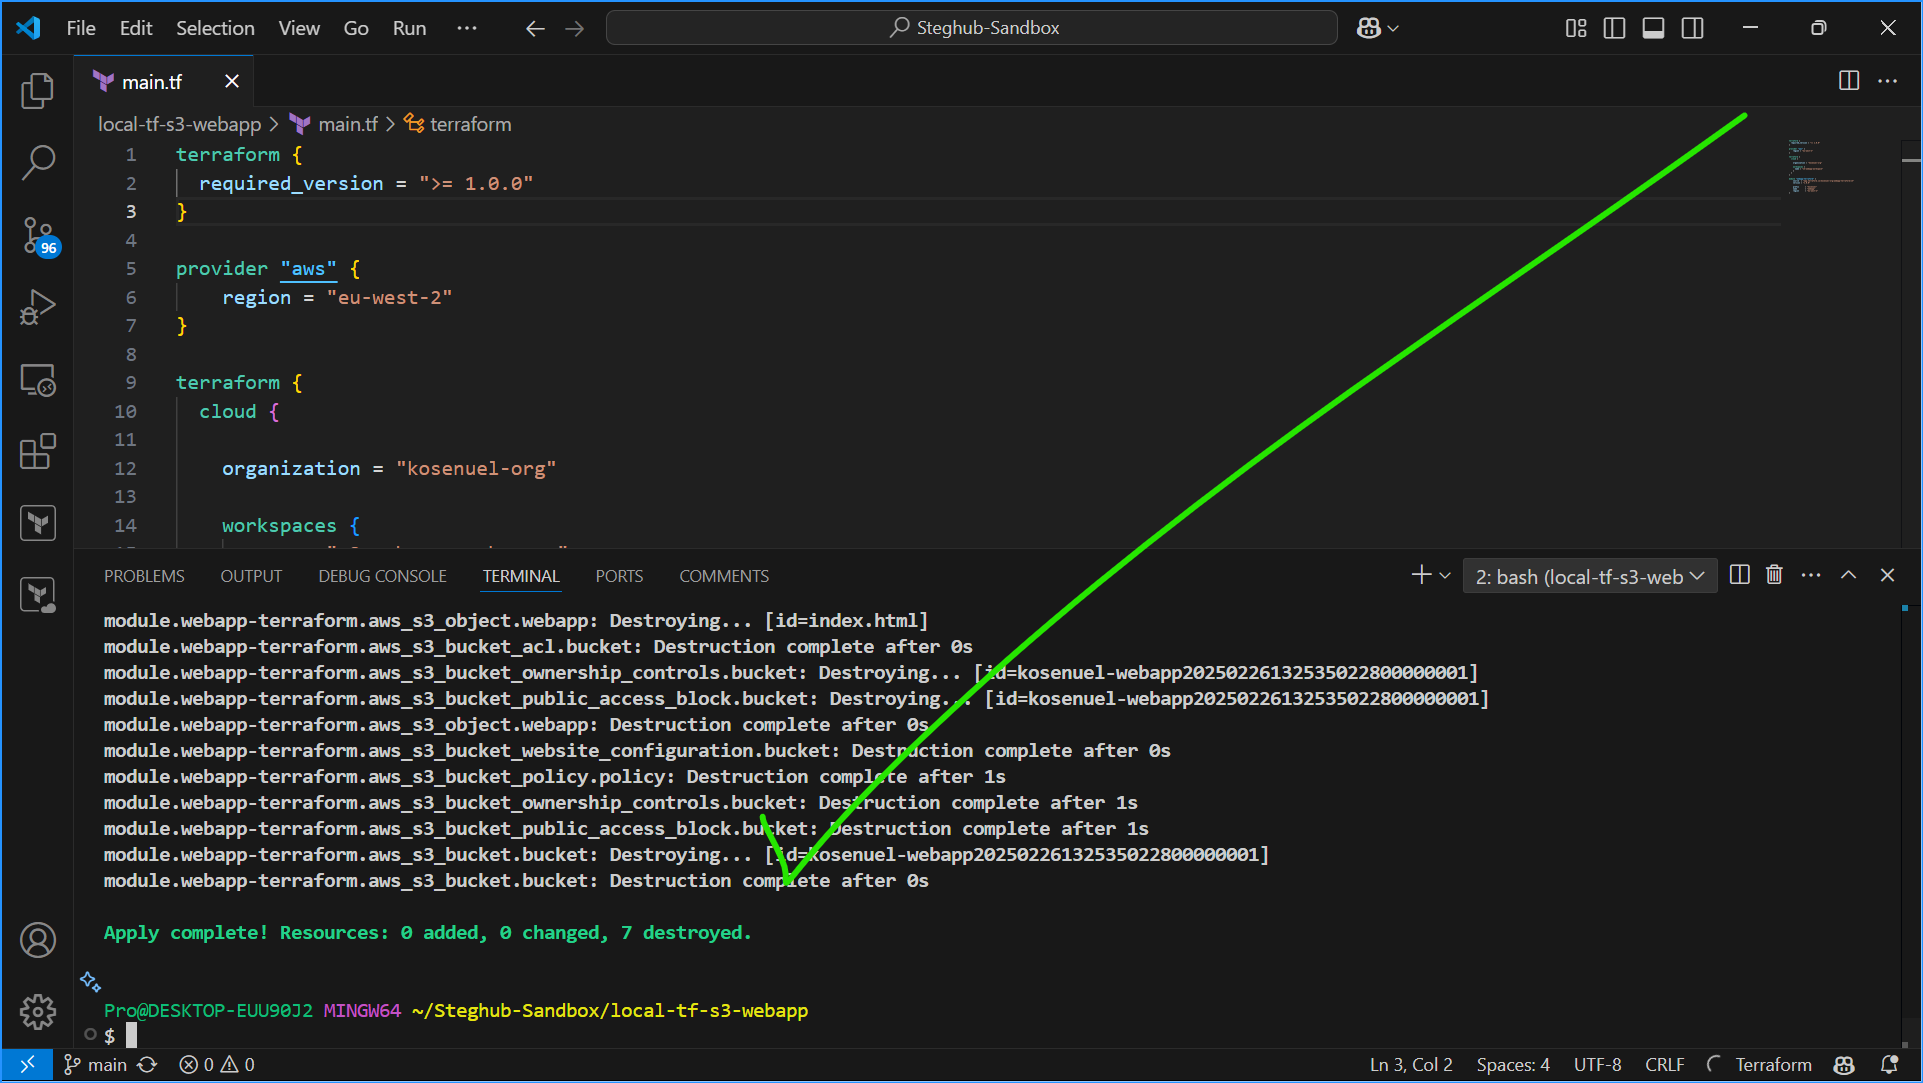 File Edit Selection View Go Run ··· Steghub-Sandbox
main.tf
local-tf-s3-webapp > main.tf > terraform
1 terraform {
2 required_version = ">= 1.0.0"
3 }
4
5 provider "aws" {
6 region = "eu-west-2"
7 }
8
9 terraform {
10 cloud {
11
12 organization = "kosenuel-org"
13
14 workspaces {
96
PROBLEMS OUTPUT DEBUG CONSOLE TERMINAL PORTS COMMENTS 2: bash (local-tf-s3-web
module.webapp-terraform.aws_s3_object.webapp: Destroying... [id=index.html]
module.webapp-terraform.aws_s3_bucket_acl.bucket: Destruction complete after 0s
module.webapp-terraform.aws_s3_bucket_ownership_controls.bucket: Destroying... [id=kosenuel-webapp20250226132535022800000001]
module.webapp-terraform.aws_s3_bucket_public_access_block.bucket: Destroying... [id=kosenuel-webapp20250226132535022800000001]
module.webapp-terraform.aws_s3_object.webapp: Destruction complete after 0s
module.webapp-terraform.aws_s3_bucket_website_configuration.bucket: Destruction complete after 0s
module.webapp-terraform.aws_s3_bucket_policy.policy: Destruction complete after 1s
module.webapp-terraform.aws_s3_bucket_ownership_controls.bucket: Destruction complete after 1s
module.webapp-terraform.aws_s3_bucket_public_access_block.bucket: Destruction complete after 1s
module.webapp-terraform.aws_s3_bucket.bucket: Destroying... [id=kosenuel-webapp20250226132535022800000001]
module.webapp-terraform.aws_s3_bucket.bucket: Destruction complete after 0s
Apply complete! Resources: 0 added, 0 changed, 7 destroyed.
Pro@DESKTOP-EUU90J2 MINGW64 ~/Steghub-Sandbox/local-tf-s3-webapp
$
main 0 0 Ln 3, Col 2 Spaces: 4 UTF-8 CRLF Terraform